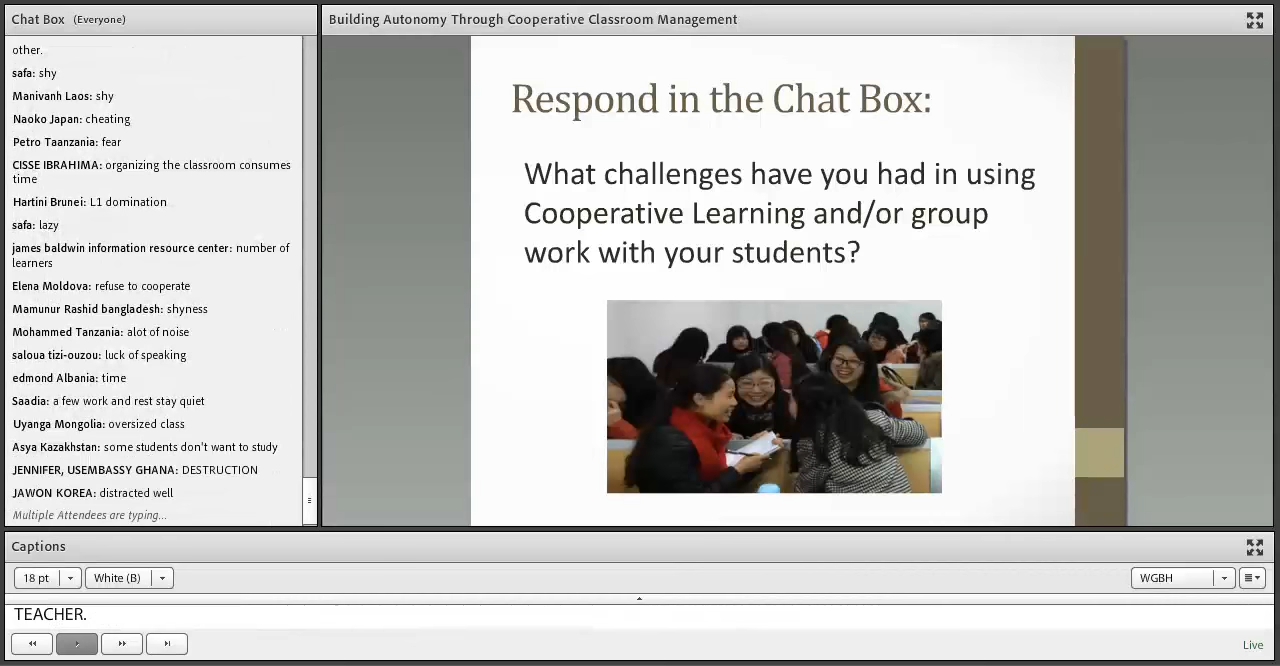 Chat Box (Everyone)
other.
safa: shy
Manivanh Laos: shy
Naoko Japan: cheating
Petro Taanzania: fear
CISSE IBRAHIMA: organizing the classroom consumes
time
Hartini Brunei: L1 domination
safa: lazy
james baldwin information resource center: number of
learners
Elena Moldova: refuse to cooperate
Mamunur Rashid bangladesh: shyness
Mohammed Tanzania: alot of noise
saloua tizi-ouzou: luck of speaking
edmond Albania: time
Saadia: a few work and rest stay quiet
Uyanga Mongolia: oversized class
Asya Kazakhstan: some students don't want to study
JENNIFER, USEMBASSY GHANA: DESTRUCTION
JAWON KOREA: distracted well
Multiple Attendees are typing...
Building Autonomy Through Cooperative Classroom Management
Respond in the Chat Box:
What challenges have you had in using
Cooperative Learning and/or group
work with your students?
Captions
18 pt
White (B)
WGBH
TEACHER.
Live